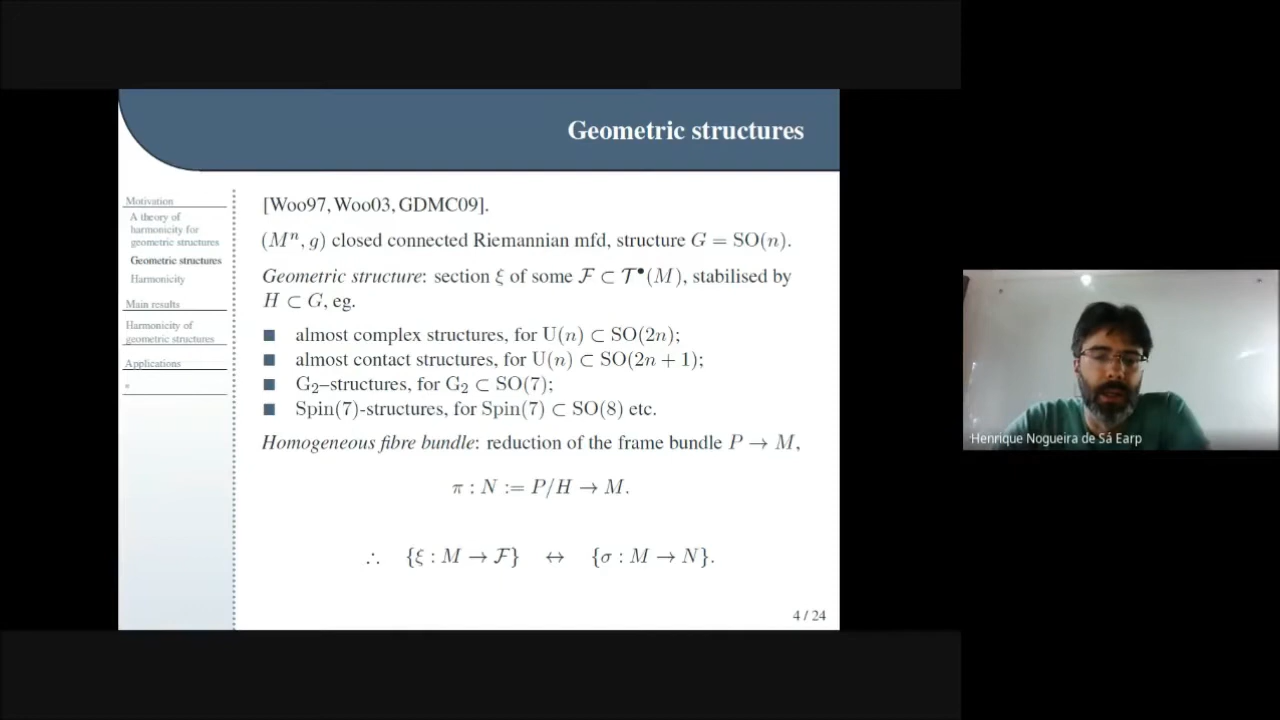 Geometric structures
Motivation
A theory of
harmonicity for
geometric structures
Geometric structures
Harmonicity
Main results
Harmonicity of
geometric structures
Applications
[Woo97, Woo03, GDMC09].
(Mⁿ, g) closed connected Riemannian mfd, structure G = SO(n).
Geometric structure: section ξ of some ℱ ⊂ 𝒯•(M), stabilised by
H ⊂ G, eg.
■ almost complex structures, for U(n) ⊂ SO(2n);
■ almost contact structures, for U(n) ⊂ SO(2n + 1);
■ G₂–structures, for G₂ ⊂ SO(7);
■ Spin(7)-structures, for Spin(7) ⊂ SO(8) etc.
Homogeneous fibre bundle: reduction of the frame bundle P → M,
π : N := P/H → M.
∴ {ξ : M → ℱ} ↔ {σ : M → N}.
4 / 24
Henrique Nogueira de Sá Earp